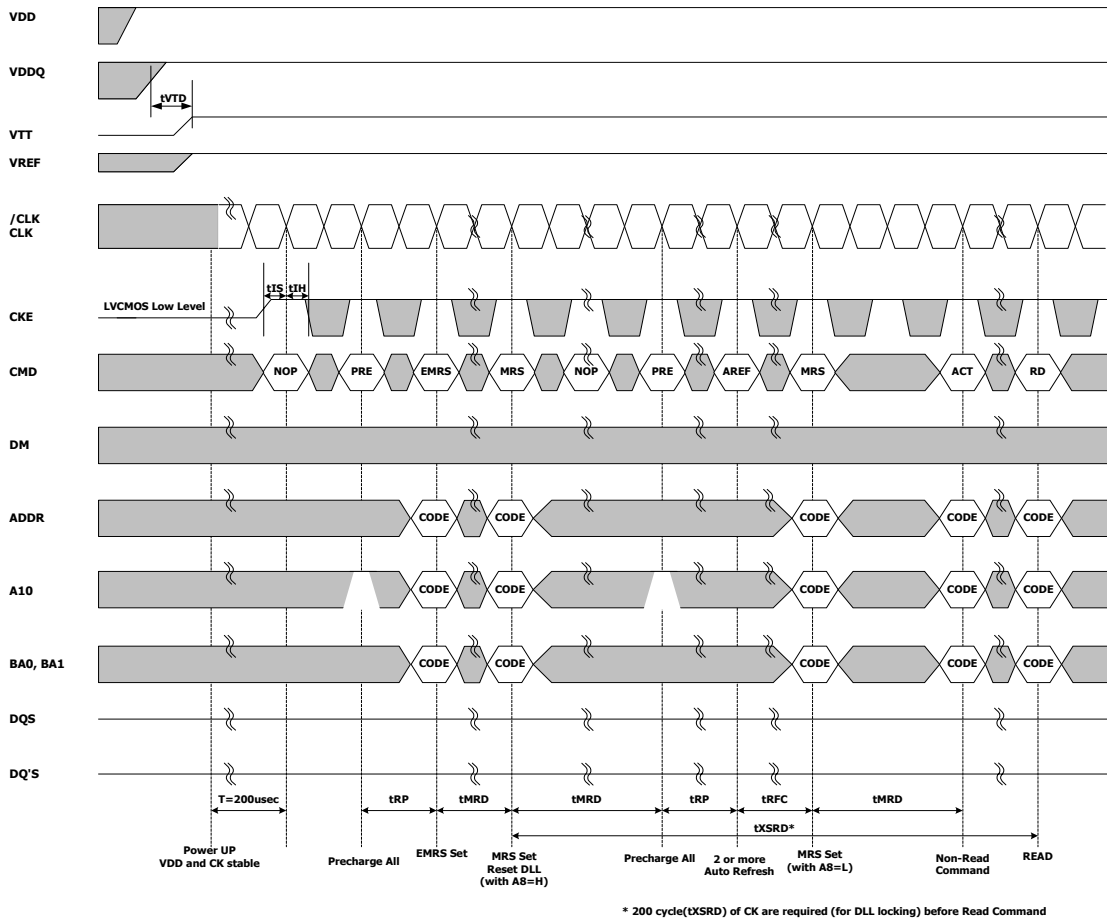 VDD
VDDQ
tVTD
VTT
VREF
/CLK
CLK
tIS tIH
LVCMOS Low Level
CKE
CMD NOP PRE EMRS MRS NOP PRE AREF MRS ACT RD
DM
ADDR CODE CODE CODE CODE CODE
A10 CODE CODE CODE CODE CODE
BA0, BA1 CODE CODE CODE CODE CODE
DQS
DQ'S
T=200usec tRP tMRD tMRD tRP tRFC tMRD
tXSRD*
Power UP
VDD and CK stable
Precharge All
EMRS Set
MRS Set
Reset DLL
(with A8=H)
Precharge All
2 or more
Auto Refresh
MRS Set
(with A8=L)
Non-Read
Command
READ
* 200 cycle(tXSRD) of CK are required (for DLL locking) before Read Command